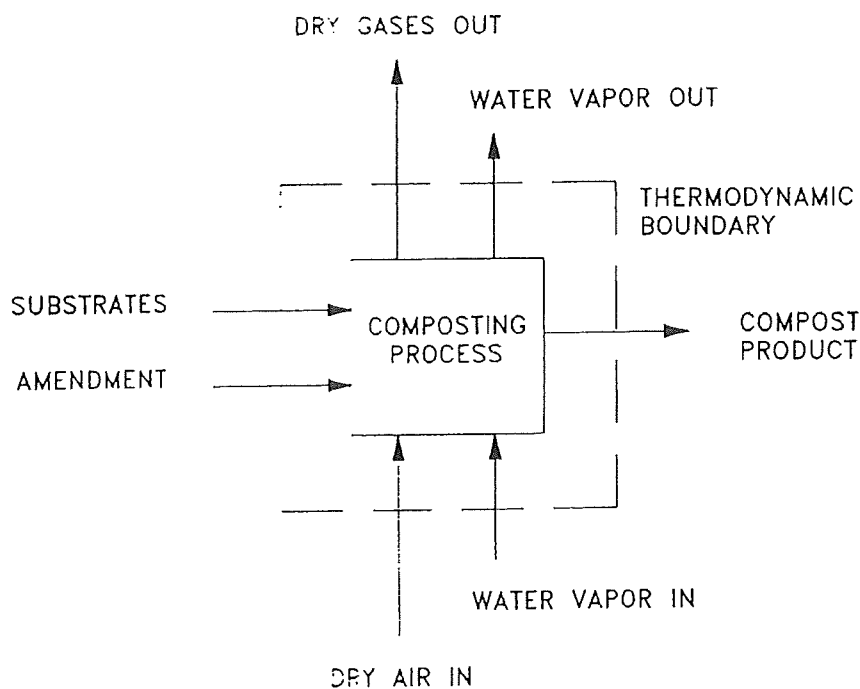 DRY GASES OUT
WATER VAPOR OUT
THERMODYNAMIC
BOUNDARY
SUBSTRATES
AMENDMENT
COMPOSTING
PROCESS
COMPOST
PRODUCT
WATER VAPOR IN
DRY AIR IN